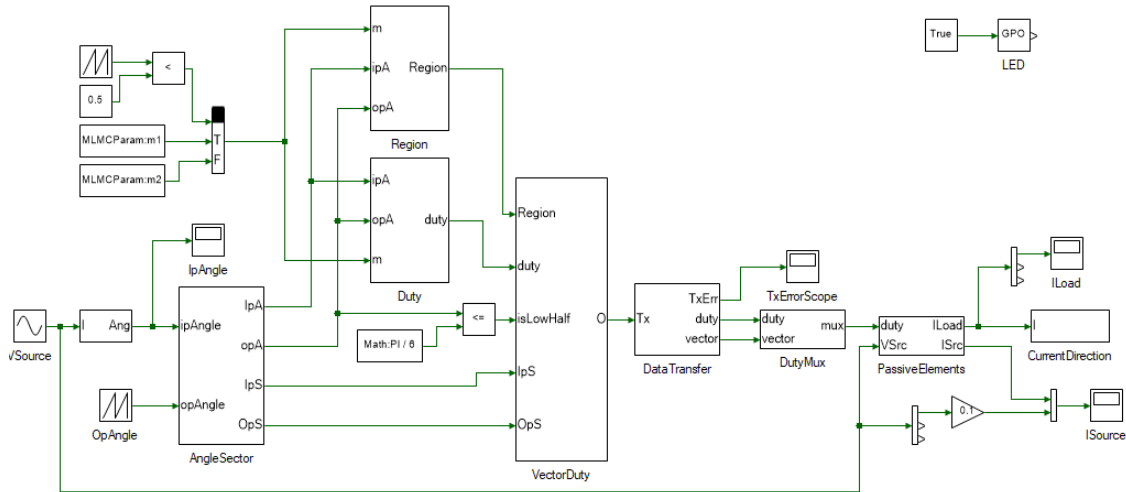 True
GPO
LED
<
0.5
MLMCParam:m1
MLMCParam:m2
T
F
m
ipA
opA
Region
Region
ipA
opA
m
duty
Duty
IpAngle
VSource
I
Ang
OpAngle
ipAngle
opAngle
IpA
opA
IpS
OpS
AngleSector
<=
Math:PI / 6
Region
duty
isLowHalf
IpS
OpS
O
VectorDuty
Tx
TxErr
duty
vector
DataTransfer
TxErrorScope
duty
vector
mux
DutyMux
duty
VSrc
ILoad
ISrc
PassiveElements
ILoad
I
CurrentDirection
0.1
ISource